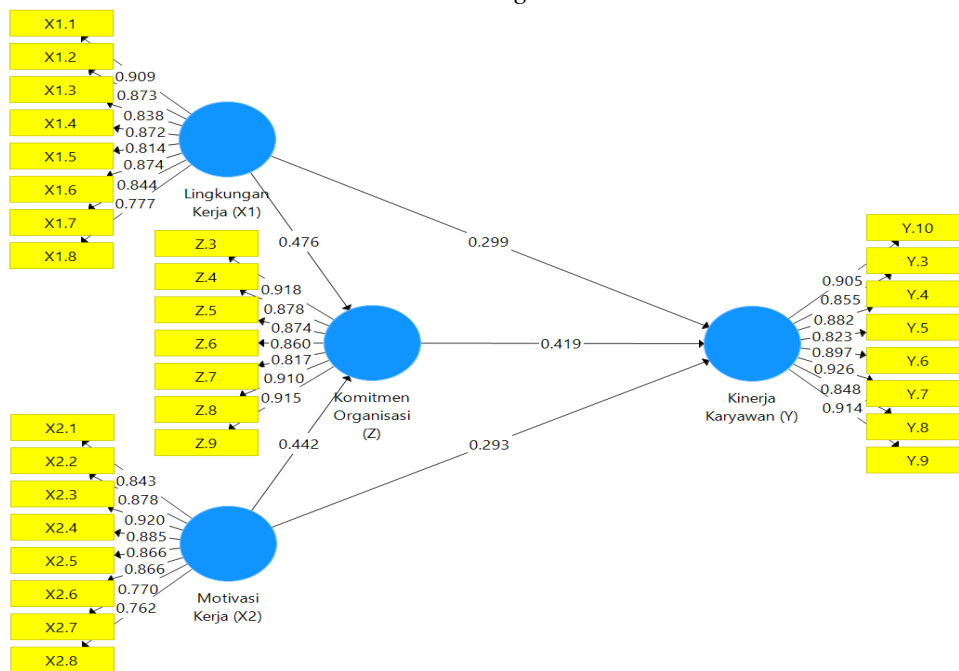 X1.1
X1.2
X1.3
X1.4
X1.5
X1.6
X1.7
X1.8
0.909
0.873
0.838
0.872
0.814
0.874
0.844
0.777
Lingkungan
Kerja (X1)
0.476
0.299
Z.3
Z.4
Z.5
Z.6
Z.7
Z.8
Z.9
0.918
0.878
0.874
0.860
0.817
0.910
0.915
Komitmen
Organisasi
(Z)
0.419
0.442
0.293
X2.1
X2.2
X2.3
X2.4
X2.5
X2.6
X2.7
X2.8
0.843
0.878
0.920
0.885
0.866
0.866
0.770
0.762
Motivasi
Kerja (X2)
Kinerja
Karyawan (Y)
0.905
0.855
0.882
0.823
0.897
0.926
0.848
0.914
Y.10
Y.3
Y.4
Y.5
Y.6
Y.7
Y.8
Y.9